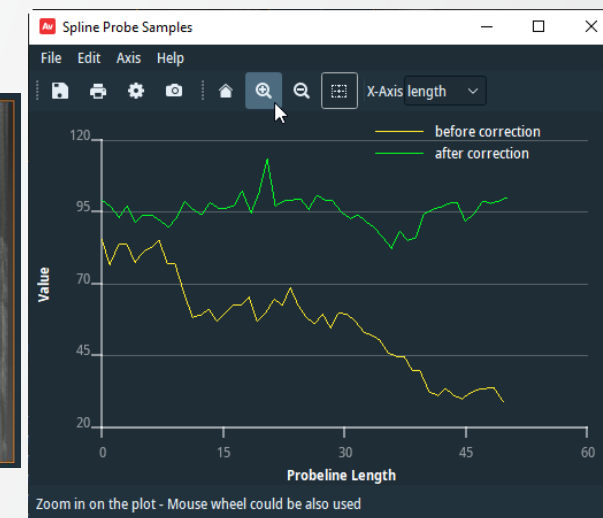 Av Spline Probe Samples
File Edit Axis Help
X-Axis length
before correction
after correction
120
95
70
45
20
Value
0 15 30 45 60
Probeline Length
Zoom in on the plot - Mouse wheel could be also used